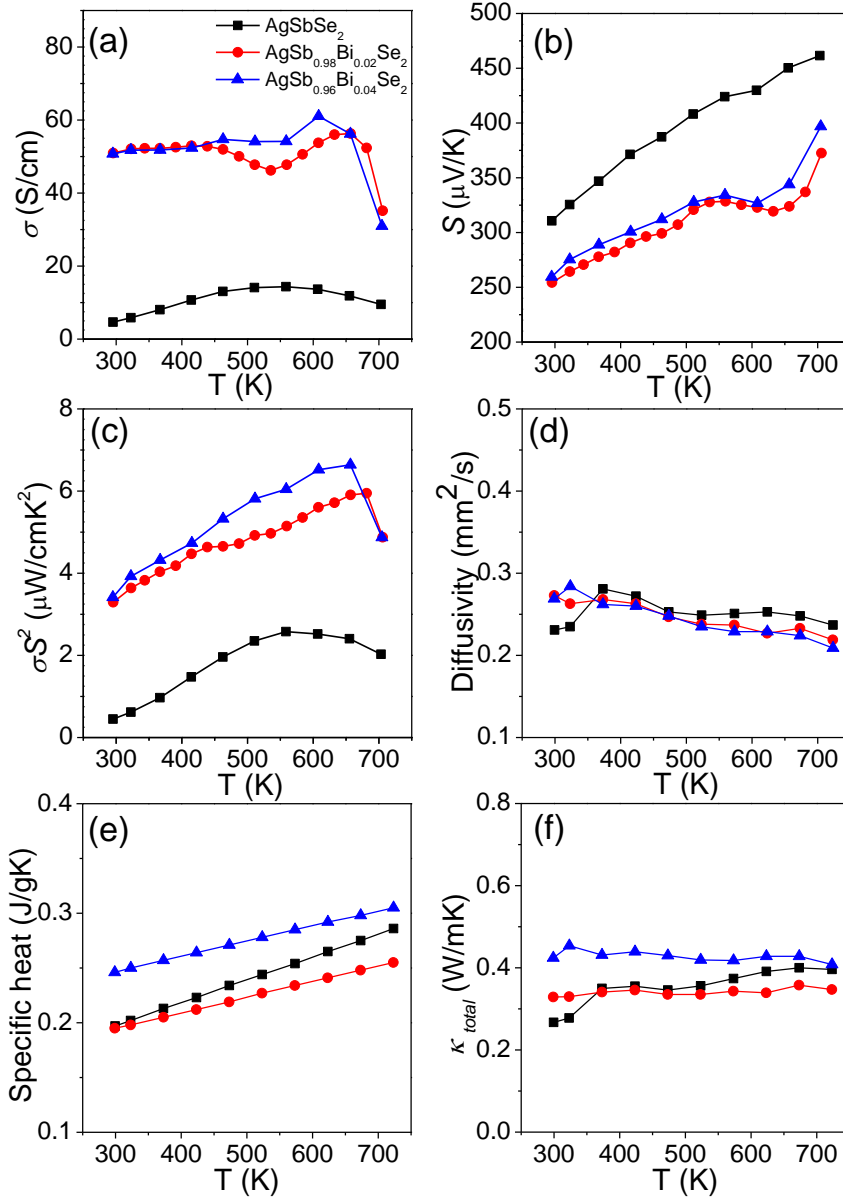 (a)
AgSbSe2
AgSb0.98Bi0.02Se2
AgSb0.96Bi0.04Se2
80
60
40
20
0
σ (S/cm)
300 400 500 600 700
T (K)
(b)
500
450
400
350
300
250
200
S (μV/K)
300 400 500 600 700
T (K)
(c)
8
6
4
2
0
σS² (μW/cmK²)
300 400 500 600 700
T (K)
(d)
0.5
0.4
0.3
0.2
0.1
Diffusivity (mm²/s)
300 400 500 600 700
T (K)
(e)
0.4
0.3
0.2
0.1
Specific heat (J/gK)
300 400 500 600 700
T (K)
(f)
0.8
0.6
0.4
0.2
0.0
κ total (W/mK)
300 400 500 600 700
T (K)